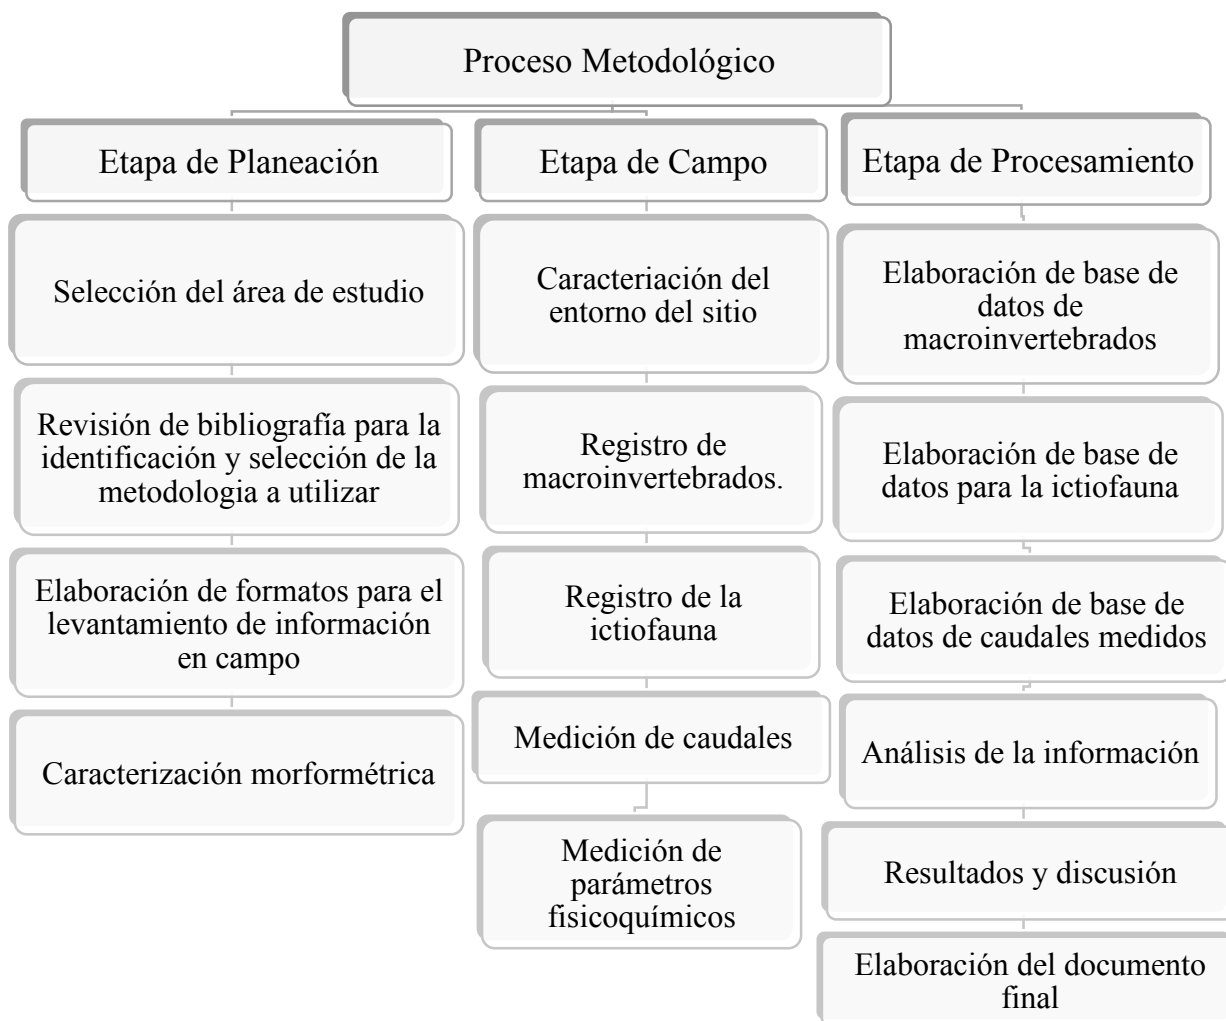 Proceso Metodológico
Etapa de Planeación
Selección del área de estudio
Revisión de bibliografía para la
identificación y selección de la
metodologia a utilizar
Elaboración de formatos para el
levantamiento de información
en campo
Caracterización morformétrica
Etapa de Campo
Caracteriación del
entorno del sitio
Registro de
macroinvertebrados.
Registro de la
ictiofauna
Medición de caudales
Medición de
parámetros
fisicoquímicos
Etapa de Procesamiento
Elaboración de base de
datos de
macroinvertebrados
Elaboración de base de
datos para la ictiofauna
Elaboración de base de
datos de caudales medidos
Análisis de la información
Resultados y discusión
Elaboración del documento
final